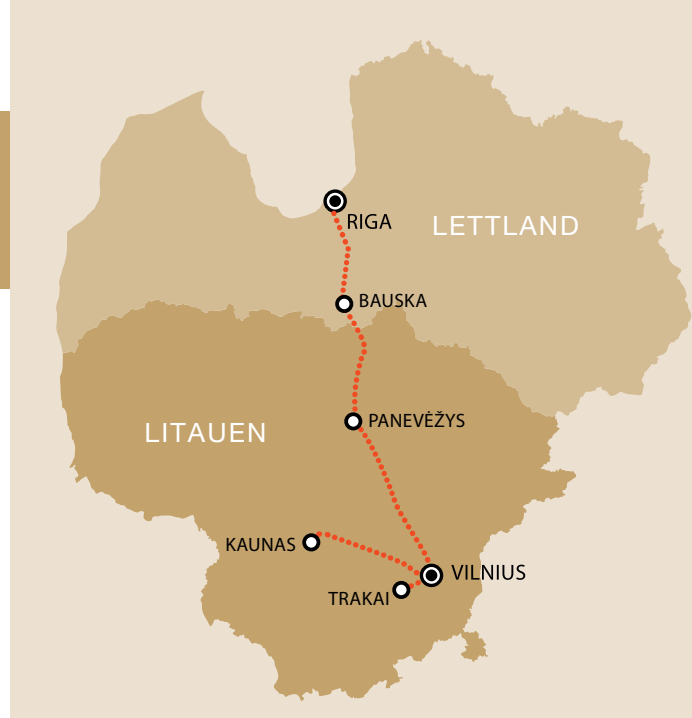 RIGA
LETTLAND
BAUSKA
PANEVĖŽYS
LITAUEN
KAUNAS
VILNIUS
TRAKAI